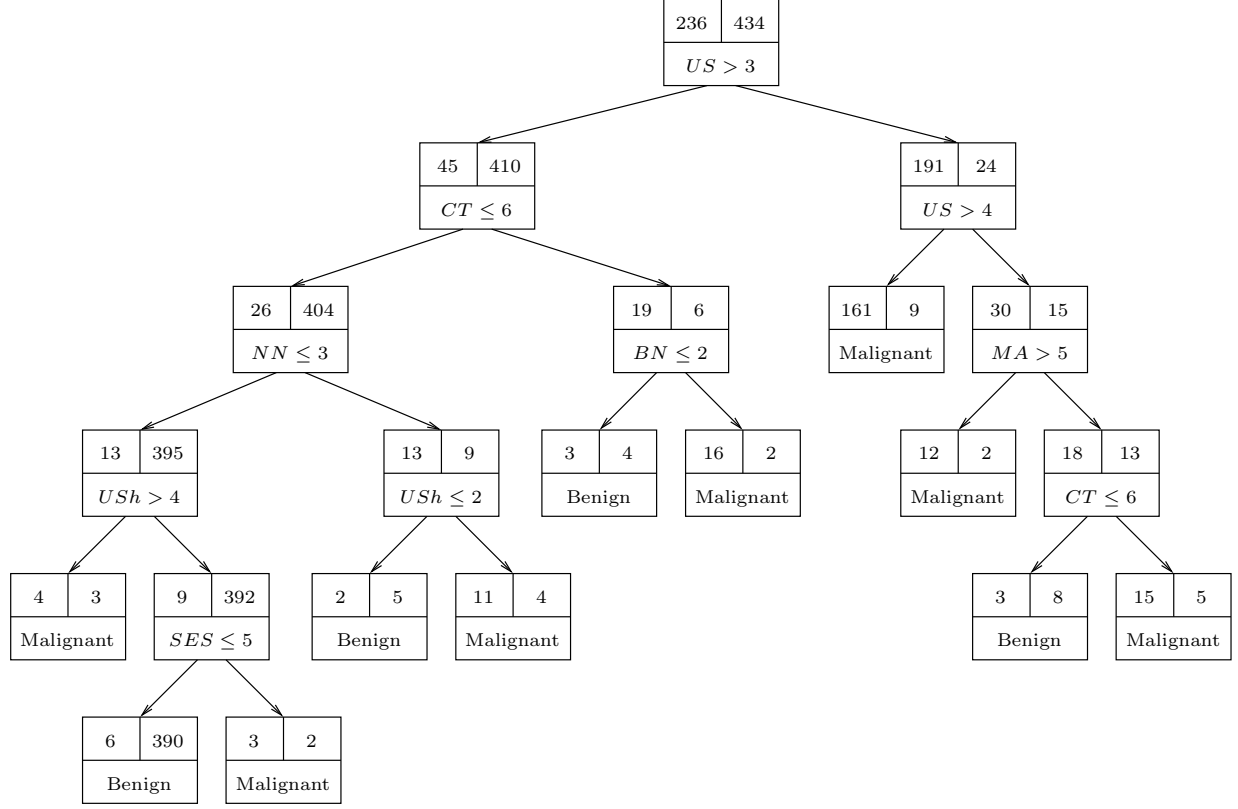 236 434
US > 3
45 410
CT ≤ 6
191 24
US > 4
26 404
NN ≤ 3
19 6
BN ≤ 2
161 9
Malignant
30 15
MA > 5
13 395
USh > 4
13 9
USh ≤ 2
3 4
Benign
16 2
Malignant
12 2
Malignant
18 13
CT ≤ 6
4 3
Malignant
9 392
SES ≤ 5
2 5
Benign
11 4
Malignant
3 8
Benign
15 5
Malignant
6 390
Benign
3 2
Malignant